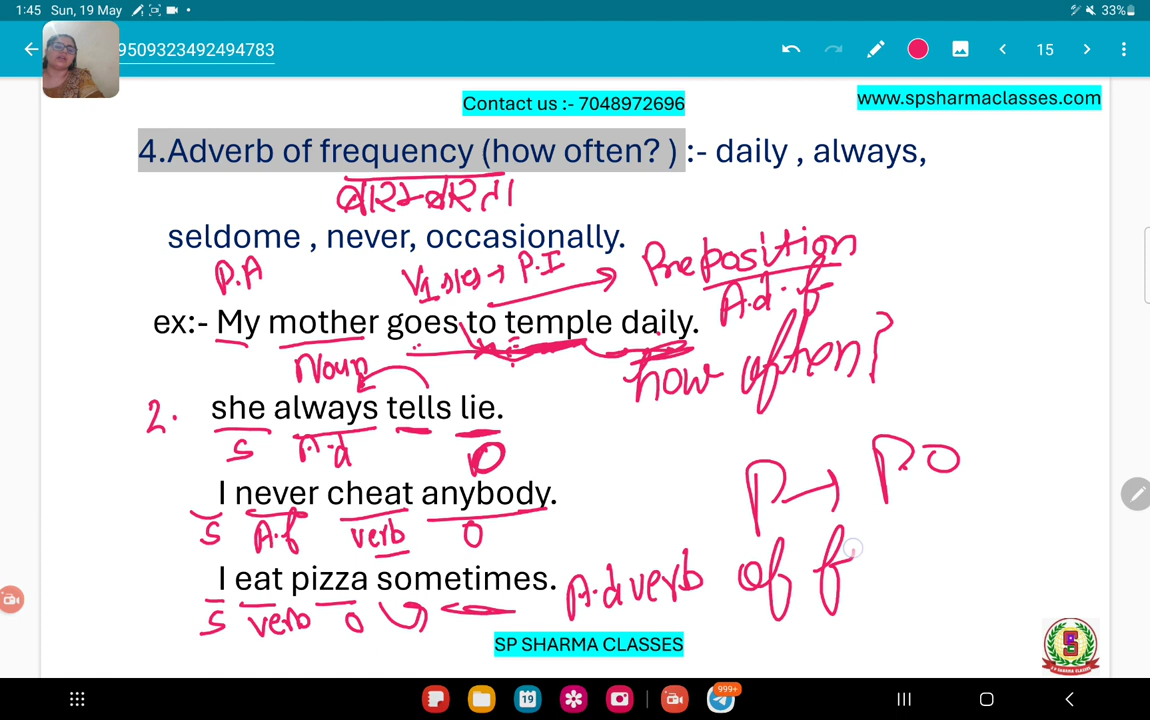 1:45 Sun, 19 May 33%
9509323492494783 15
Contact us :- 7048972696 www.spsharmaclasses.com
4.Adverb of frequency (how often? ) :- daily , always,
बार-बारता
seldome , never, occasionally.
P.A V1 s/es → P.I → Preposition
A.d.f
ex:- My mother goes to temple daily.
Noun how often?
2. she always tells lie.
S A.d O
P → P.O
I never cheat anybody.
S A.f verb O
I eat pizza sometimes. A.dverb of f
S verb O
SP SHARMA CLASSES
S
19 999+